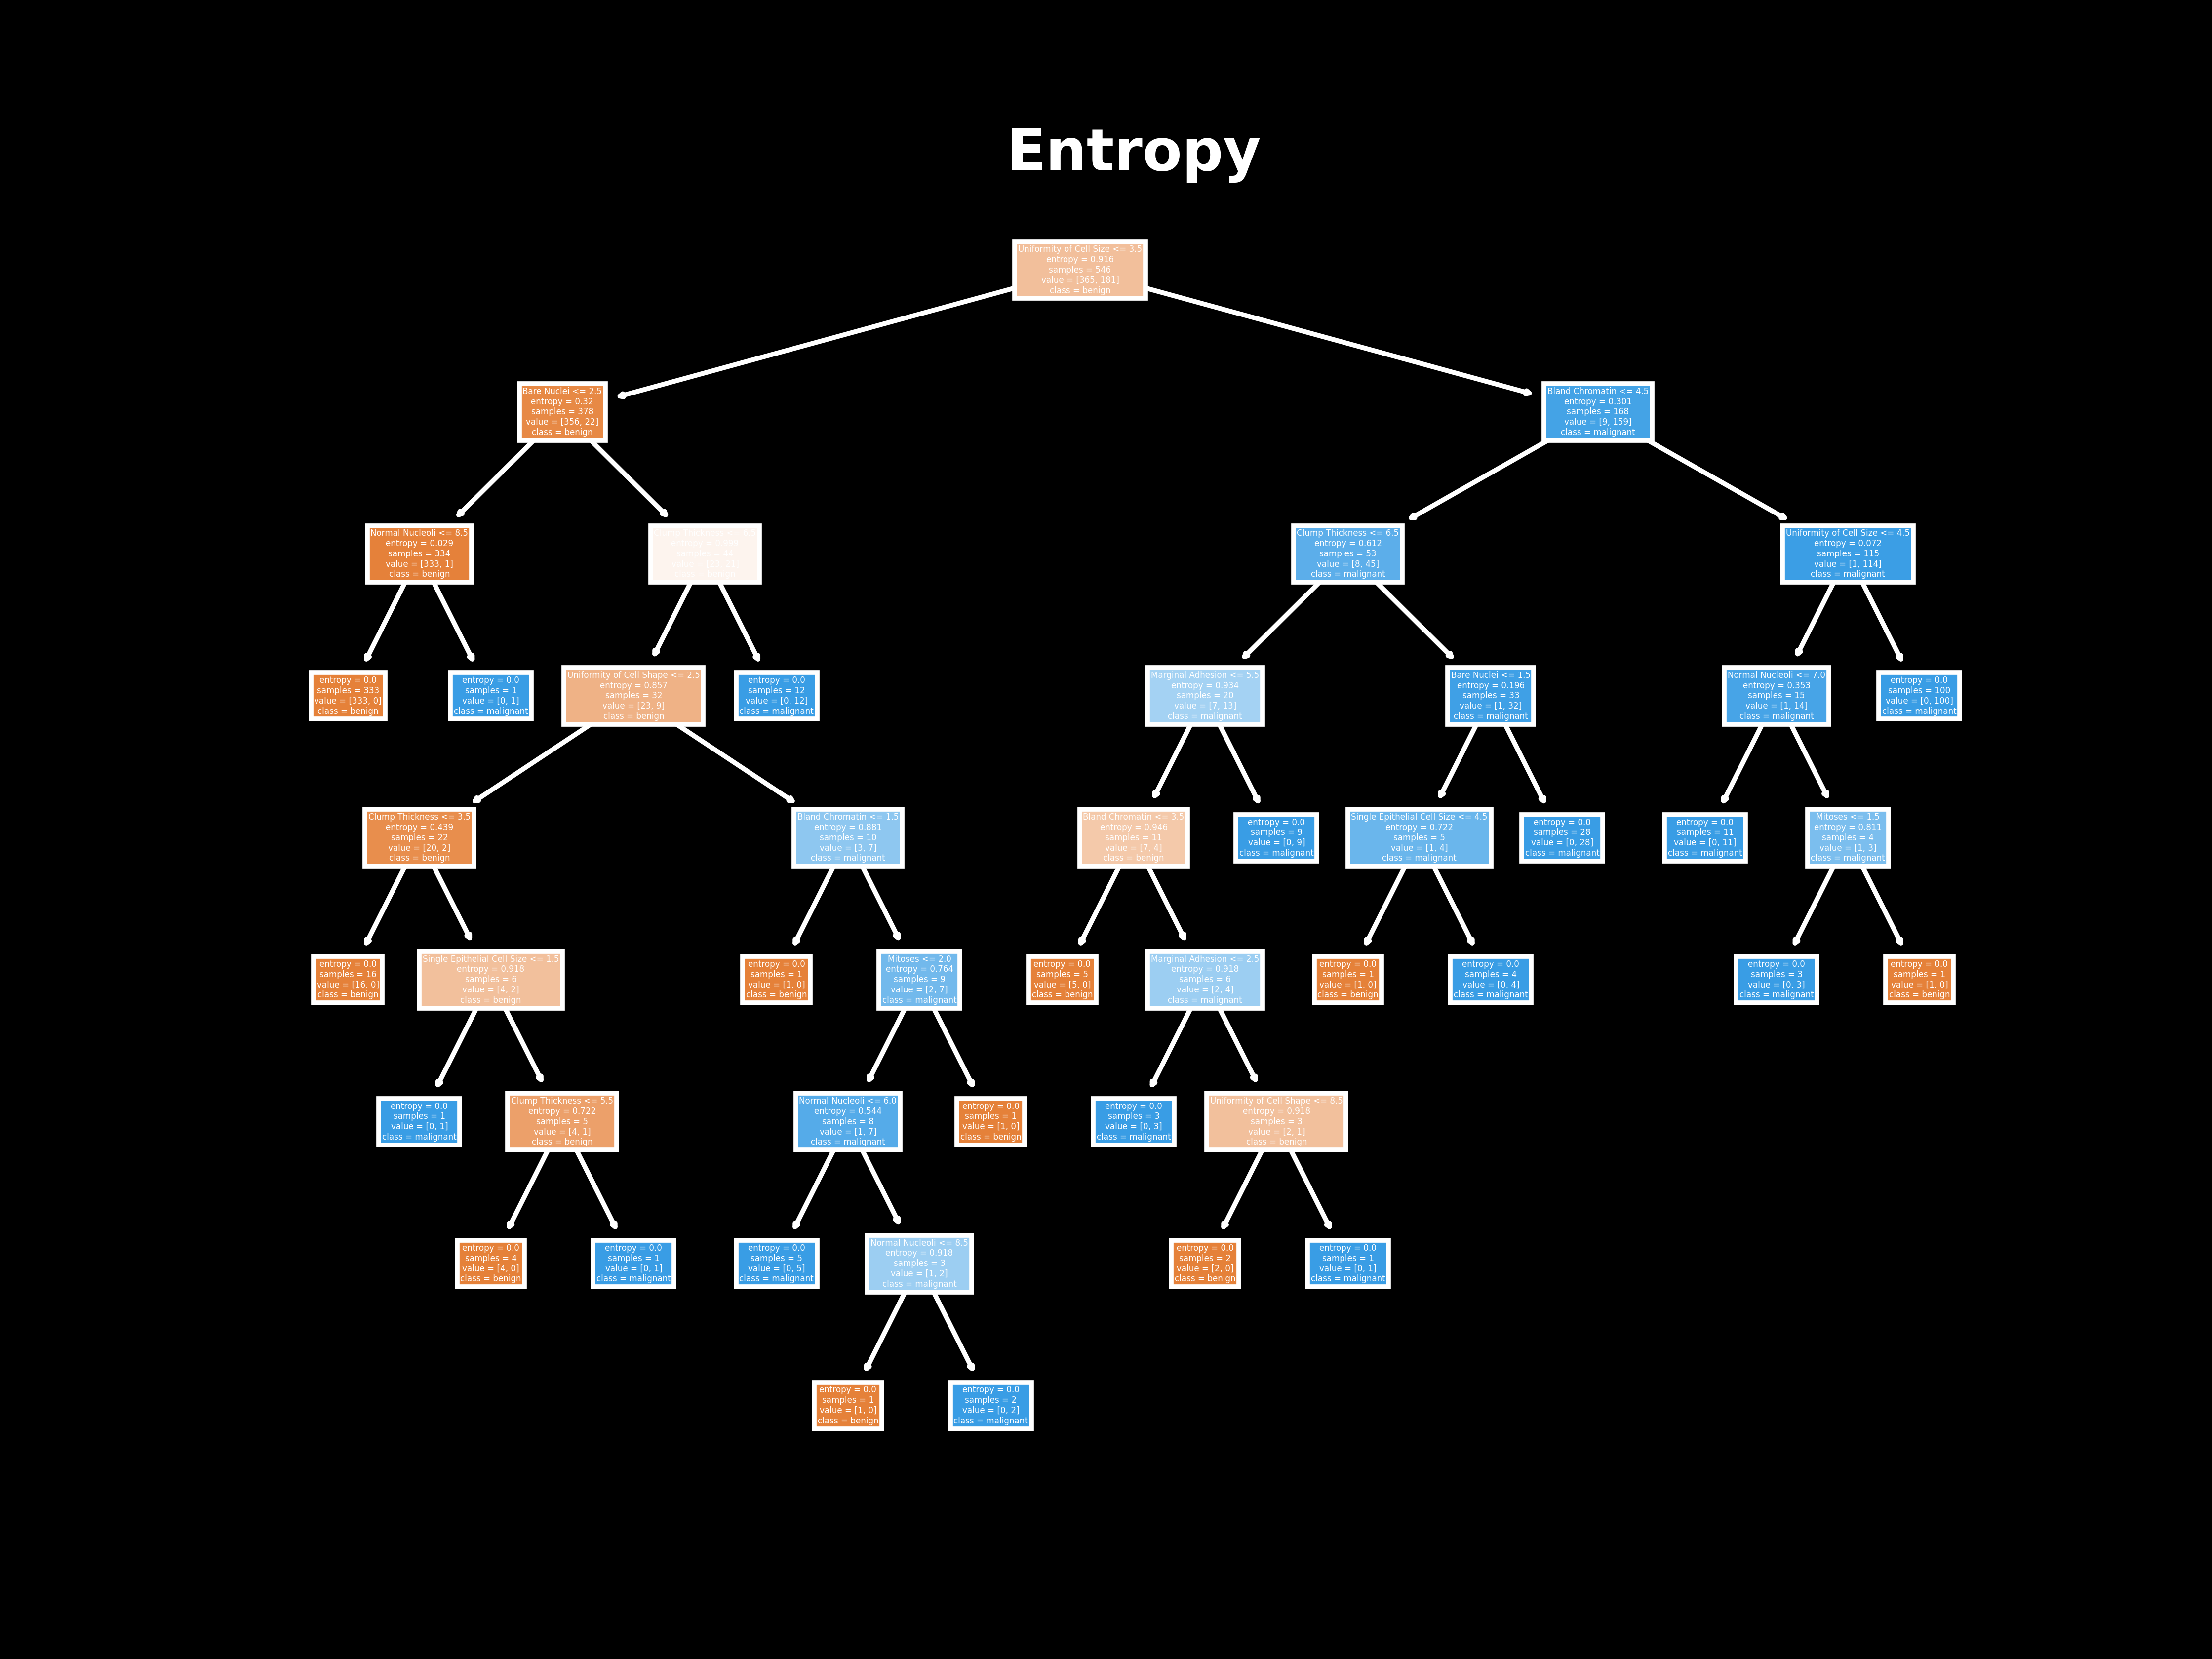 Entropy
Uniformity of Cell Size <= 3.5
entropy = 0.916
samples = 546
value = [365, 181]
class = benign
Bare Nuclei <= 2.5
entropy = 0.32
samples = 378
value = [356, 22]
class = benign
Bland Chromatin <= 4.5
entropy = 0.301
samples = 168
value = [9, 159]
class = malignant
Normal Nucleoli <= 8.5
entropy = 0.029
samples = 334
value = [333, 1]
class = benign
Clump Thickness <= 6.5
entropy = 0.612
samples = 53
value = [8, 45]
class = malignant
Uniformity of Cell Size <= 4.5
entropy = 0.072
samples = 115
value = [1, 114]
class = malignant
entropy = 0.0
samples = 333
value = [333, 0]
class = benign
entropy = 0.0
samples = 1
value = [0, 1]
class = malignant
Uniformity of Cell Shape <= 2.5
entropy = 0.857
samples = 32
value = [23, 9]
class = benign
entropy = 0.0
samples = 12
value = [0, 12]
class = malignant
Marginal Adhesion <= 5.5
entropy = 0.934
samples = 20
value = [7, 13]
class = malignant
Bare Nuclei <= 1.5
entropy = 0.196
samples = 33
value = [1, 32]
class = malignant
Normal Nucleoli <= 7.0
entropy = 0.353
samples = 15
value = [1, 14]
class = malignant
entropy = 0.0
samples = 100
value = [0, 100]
class = malignant
Clump Thickness <= 3.5
entropy = 0.439
samples = 22
value = [20, 2]
class = benign
Bland Chromatin <= 1.5
entropy = 0.881
samples = 10
value = [3, 7]
class = malignant
Bland Chromatin <= 3.5
entropy = 0.946
samples = 11
value = [7, 4]
class = benign
entropy = 0.0
samples = 9
value = [0, 9]
class = malignant
Single Epithelial Cell Size <= 4.5
entropy = 0.722
samples = 5
value = [1, 4]
class = malignant
entropy = 0.0
samples = 28
value = [0, 28]
class = malignant
entropy = 0.0
samples = 11
value = [0, 11]
class = malignant
Mitoses <= 1.5
entropy = 0.811
samples = 4
value = [1, 3]
class = malignant
entropy = 0.0
samples = 16
value = [16, 0]
class = benign
Single Epithelial Cell Size <= 1.5
entropy = 0.918
samples = 6
value = [4, 2]
class = benign
entropy = 0.0
samples = 1
value = [1, 0]
class = benign
Mitoses <= 2.0
entropy = 0.764
samples = 9
value = [2, 7]
class = malignant
entropy = 0.0
samples = 5
value = [5, 0]
class = benign
Marginal Adhesion <= 2.5
entropy = 0.918
samples = 6
value = [2, 4]
class = malignant
entropy = 0.0
samples = 1
value = [1, 0]
class = benign
entropy = 0.0
samples = 4
value = [0, 4]
class = malignant
entropy = 0.0
samples = 3
value = [0, 3]
class = malignant
entropy = 0.0
samples = 1
value = [1, 0]
class = benign
entropy = 0.0
samples = 1
value = [0, 1]
class = malignant
Clump Thickness <= 5.5
entropy = 0.722
samples = 5
value = [4, 1]
class = benign
Normal Nucleoli <= 6.0
entropy = 0.544
samples = 8
value = [1, 7]
class = malignant
entropy = 0.0
samples = 1
value = [1, 0]
class = benign
entropy = 0.0
samples = 3
value = [0, 3]
class = malignant
Uniformity of Cell Shape <= 8.5
entropy = 0.918
samples = 3
value = [2, 1]
class = benign
entropy = 0.0
samples = 4
value = [4, 0]
class = benign
entropy = 0.0
samples = 1
value = [0, 1]
class = malignant
entropy = 0.0
samples = 5
value = [0, 5]
class = malignant
Normal Nucleoli <= 8.5
entropy = 0.918
samples = 3
value = [1, 2]
class = malignant
entropy = 0.0
samples = 2
value = [2, 0]
class = benign
entropy = 0.0
samples = 1
value = [0, 1]
class = malignant
entropy = 0.0
samples = 1
value = [1, 0]
class = benign
entropy = 0.0
samples = 2
value = [0, 2]
class = malignant